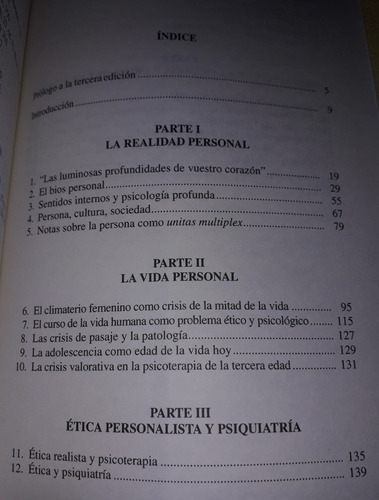 ÍNDICE
Prólogo a la tercera edición ........ 5
Introducción ........ 9
PARTE I
LA REALIDAD PERSONAL
1. “Las luminosas profundidades de vuestro corazón” ........ 19
2. El bios personal ........ 29
3. Sentidos internos y psicología profunda ........ 55
4. Persona, cultura, sociedad ........ 67
5. Notas sobre la persona como unitas multiplex ........ 79
PARTE II
LA VIDA PERSONAL
6. El climaterio femenino como crisis de la mitad de la vida ..... 95
7. El curso de la vida humana como problema ético y psicológico ........ 115
8. Las crisis de pasaje y la patología ........ 127
9. La adolescencia como edad de la vida hoy ........ 129
10. La crisis valorativa en la psicoterapia de la tercera edad ........ 131
PARTE III
ÉTICA PERSONALISTA Y PSIQUIATRÍA
11. Ética realista y psicoterapia ........ 135
12. Ética y psiquiatría ........ 139